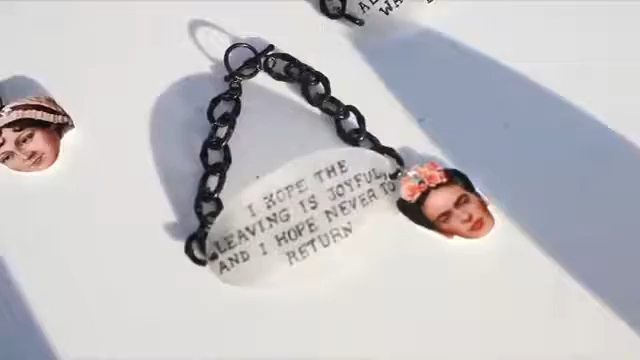 I HOPE THE
LEAVING IS JOYFUL,
AND I HOPE NEVER TO
RETURN